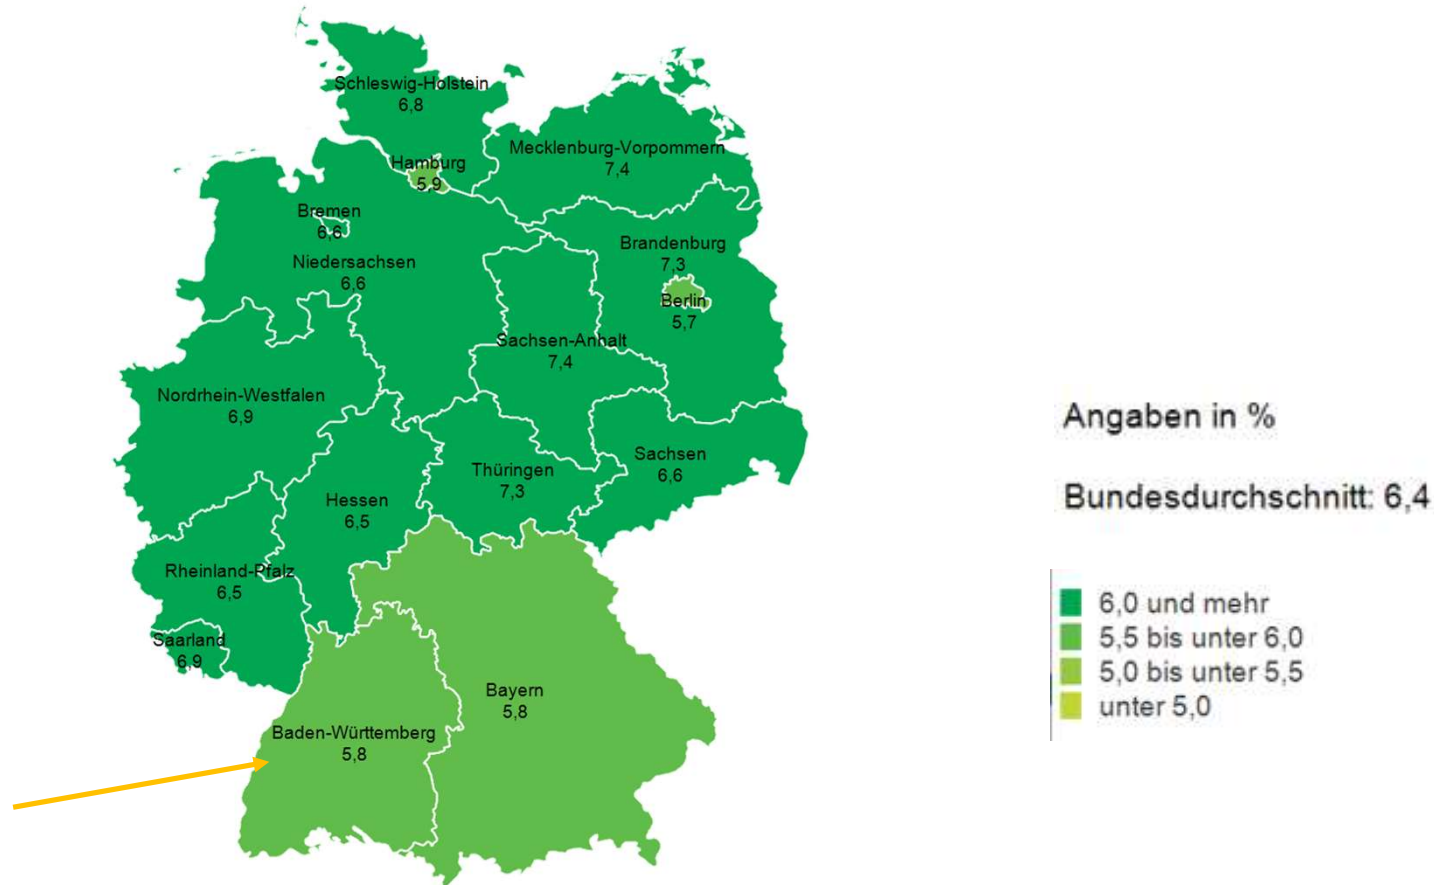 Schleswig-Holstein
6,8
Mecklenburg-Vorpommern
7,4
Hamburg
5,9
Bremen
6,6
Niedersachsen
6,6
Brandenburg
7,3
Berlin
5,7
Sachsen-Anhalt
7,4
Nordrhein-Westfalen
6,9
Sachsen
6,6
Thüringen
7,3
Hessen
6,5
Rheinland-Pfalz
6,5
Saarland
6,9
Bayern
5,8
Baden-Württemberg
5,8
Angaben in %
Bundesdurchschnitt: 6,4
6,0 und mehr
5,5 bis unter 6,0
5,0 bis unter 5,5
unter 5,0